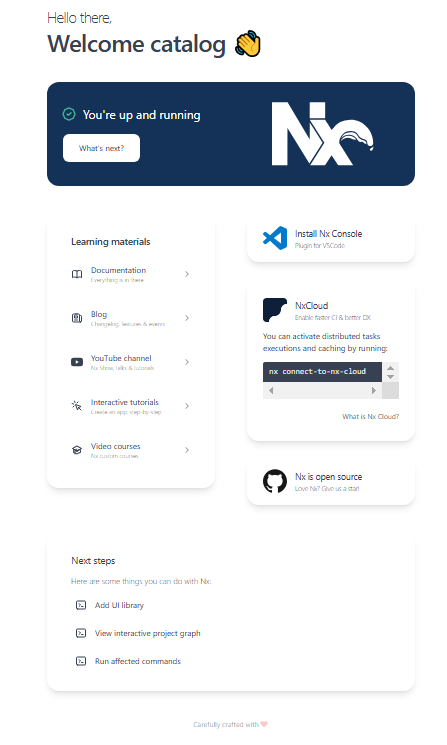 Hello there,
Welcome catalog 👋
You're up and running
What's next?
Nx
Learning materials
Documentation
Everything is in there
Blog
Changelog, features & events
YouTube channel
Nx Show, talks & tutorials
Interactive tutorials
Create an app, step-by-step
Video courses
Nx custom courses
Install Nx Console
Plugin for VSCode
NxCloud
Enable faster CI & better DX
You can activate distributed tasks
executions and caching by running:
nx connect-to-nx-cloud
What is Nx Cloud?
Nx is open source
Love Nx? Give us a star!
Next steps
Here are some things you can do with Nx:
Add UI library
View interactive project graph
Run affected commands
Carefully crafted with